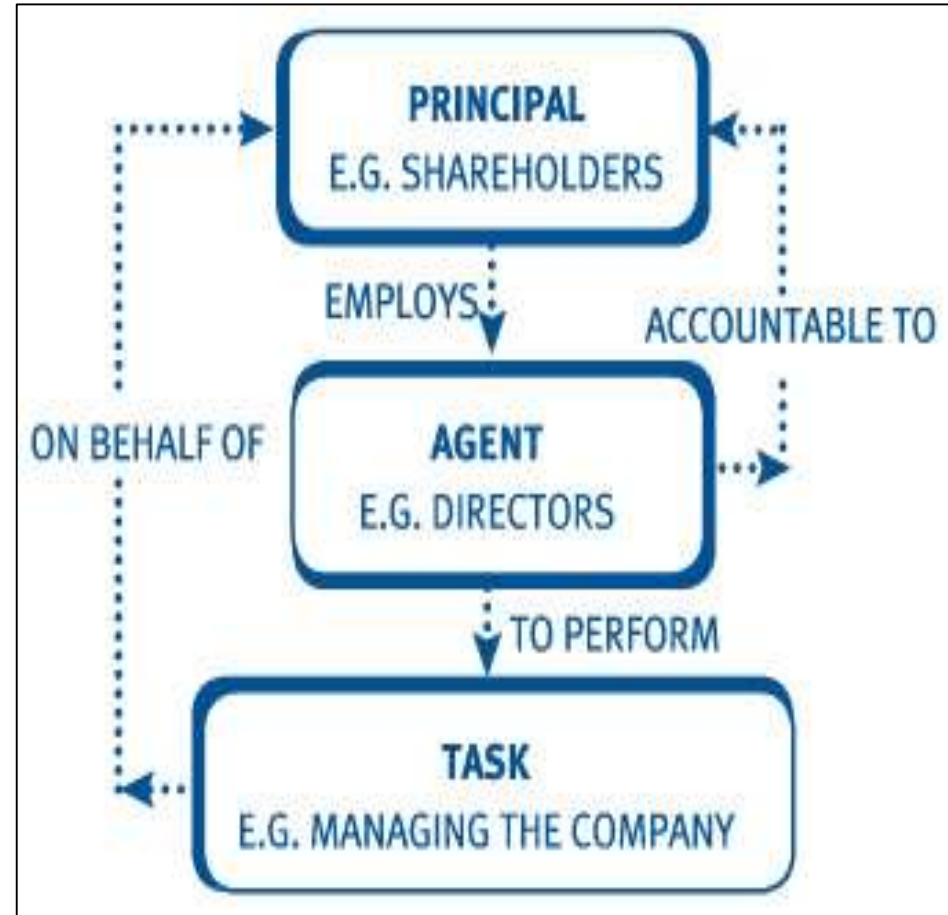 PRINCIPAL
E.G. SHAREHOLDERS
EMPLOYS
ACCOUNTABLE TO
ON BEHALF OF
AGENT
E.G. DIRECTORS
TO PERFORM
TASK
E.G. MANAGING THE COMPANY